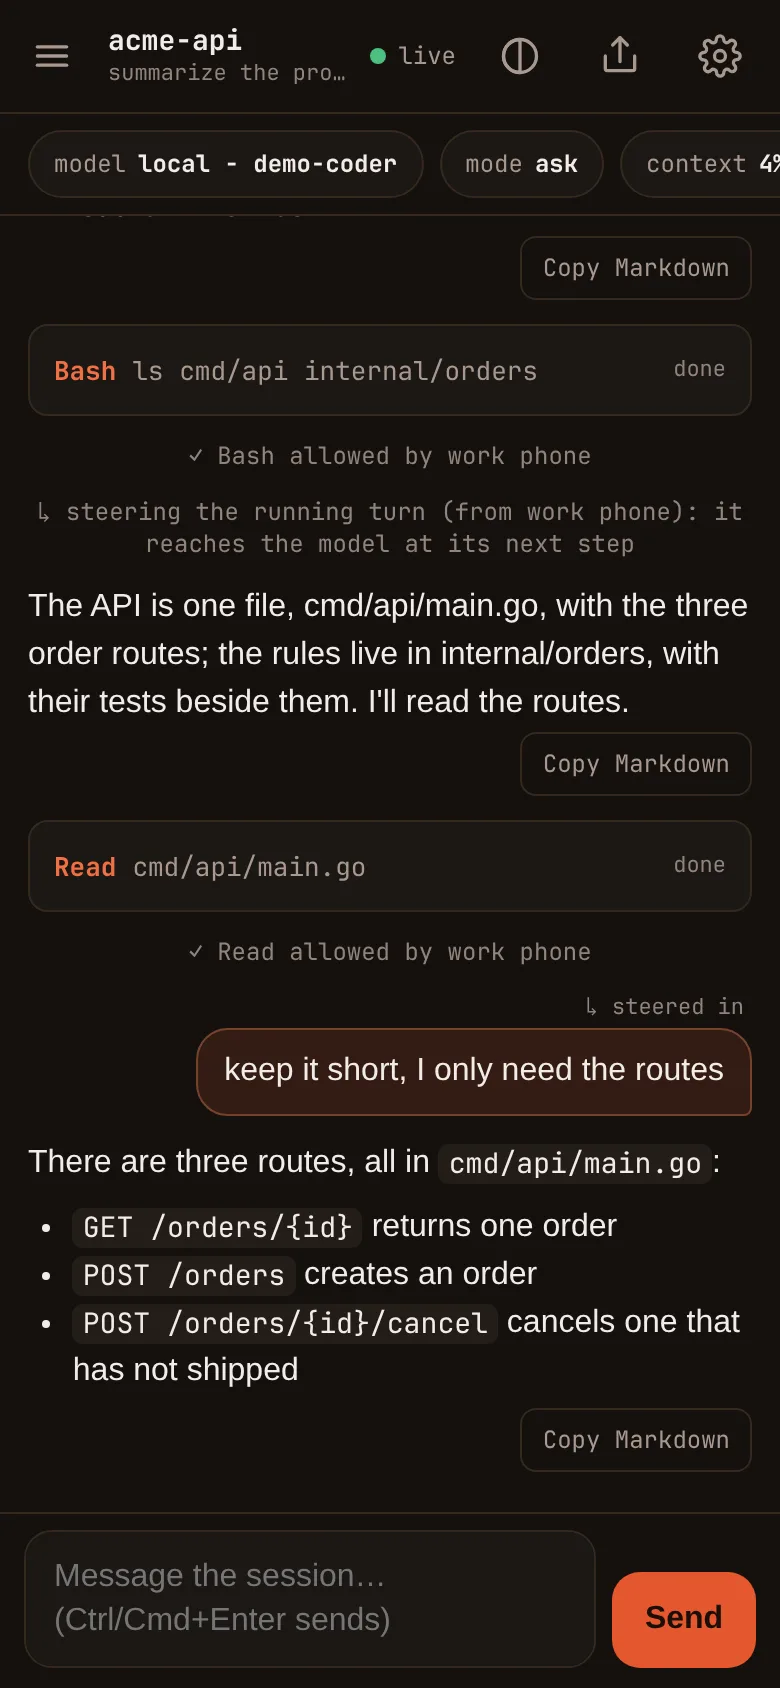 acme-api
summarize the pro…
live
model local - demo-coder
mode ask
context 4%
Copy Markdown
Bash ls cmd/api internal/orders
done
✓ Bash allowed by work phone
↳ steering the running turn (from work phone): it
reaches the model at its next step
The API is one file, cmd/api/main.go, with the three
order routes; the rules live in internal/orders, with
their tests beside them. I'll read the routes.
Copy Markdown
Read cmd/api/main.go
done
✓ Read allowed by work phone
↳ steered in
keep it short, I only need the routes
There are three routes, all in cmd/api/main.go:
• GET /orders/{id} returns one order
• POST /orders creates an order
• POST /orders/{id}/cancel cancels one that
has not shipped
Copy Markdown
Message the session…
(Ctrl/Cmd+Enter sends)
Send